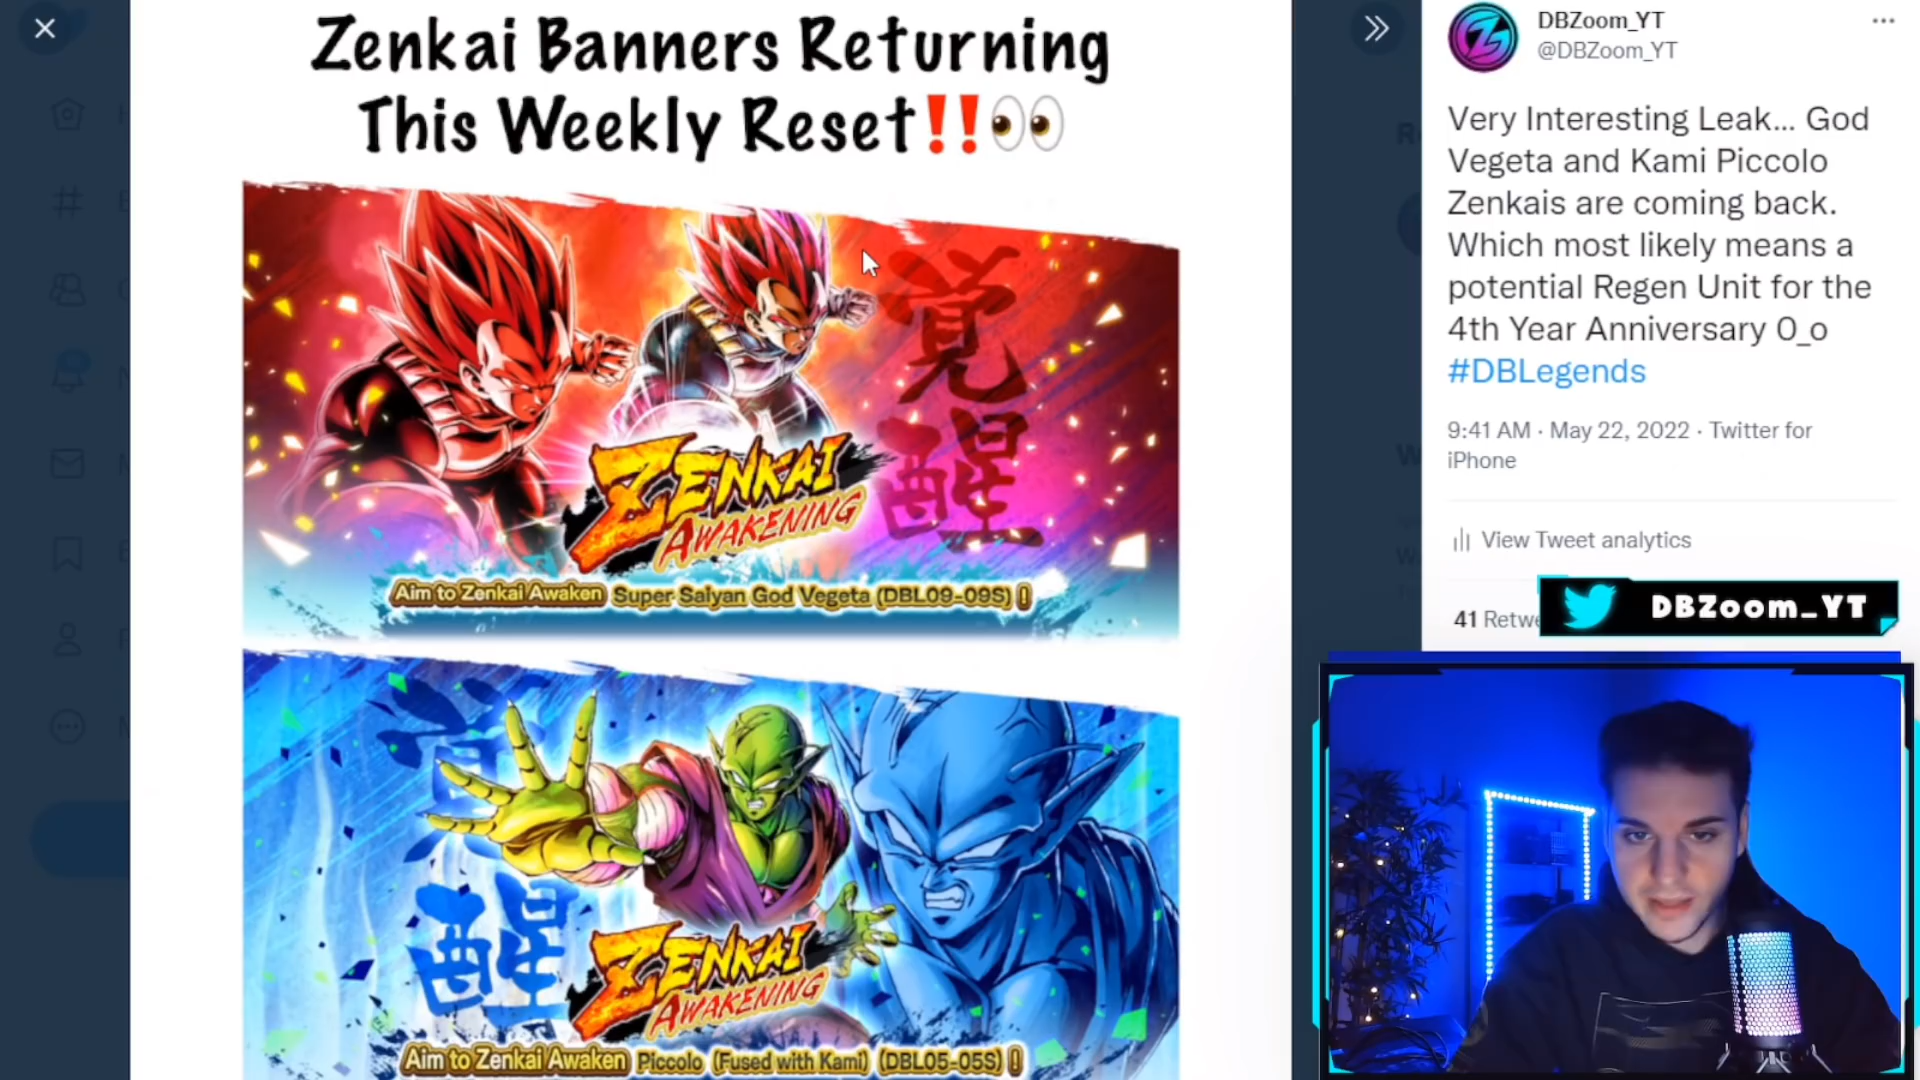 Zenkai Banners Returning
This Weekly Reset‼️👀
覚
醒
ZENKAI
AWAKENING
Aim to Zenkai Awaken Super Saiyan God Vegeta (DBL09-09S) !
醒
ZENKAI
AWAKENING
Aim to Zenkai Awaken Piccolo (Fused with Kami) (DBL05-05S) !
DBZoom_YT
@DBZoom_YT
Very Interesting Leak... God
Vegeta and Kami Piccolo
Zenkais are coming back.
Which most likely means a
potential Regen Unit for the
4th Year Anniversary O_o
#DBLegends
9:41 AM · May 22, 2022 · Twitter for
iPhone
View Tweet analytics
41 Retwe
DBZoom_YT